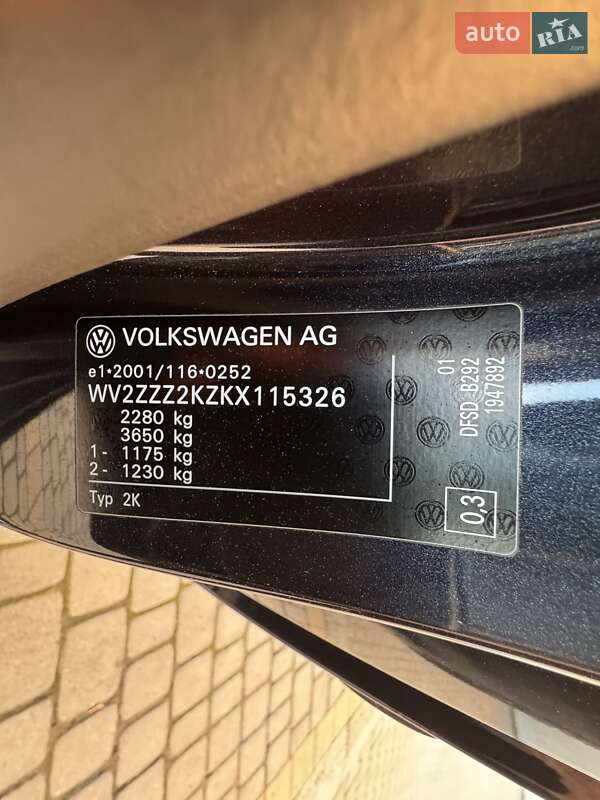 auto RIA .com
VOLKSWAGEN AG
e1*2001/116*0252
WV2ZZZ2KZKX115326
2280 kg
3650 kg
1- 1175 kg
2- 1230 kg
Typ 2K
01
DFSD B292
1947892
0,3